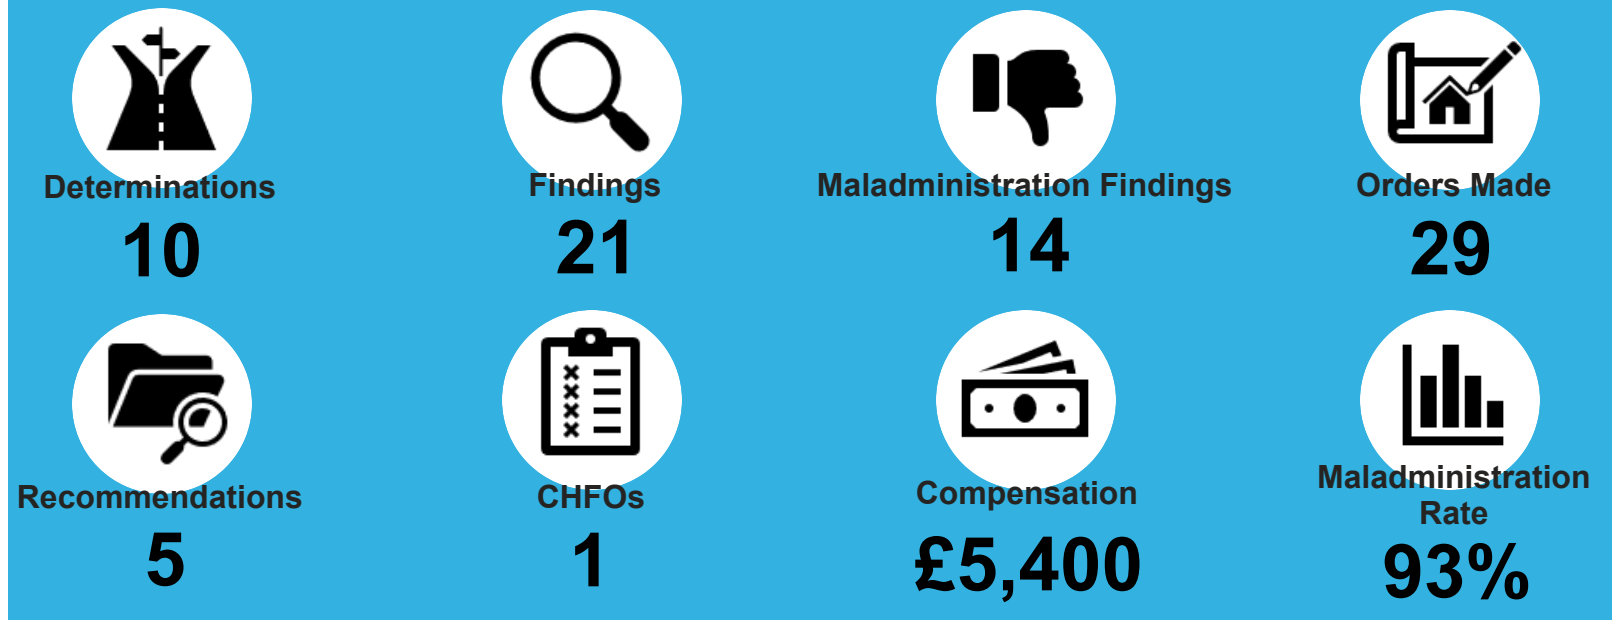 Determinations
10
Findings
21
Maladministration Findings
14
Orders Made
29
Recommendations
5
CHFOs
1
Compensation
£5,400
Maladministration
Rate
93%